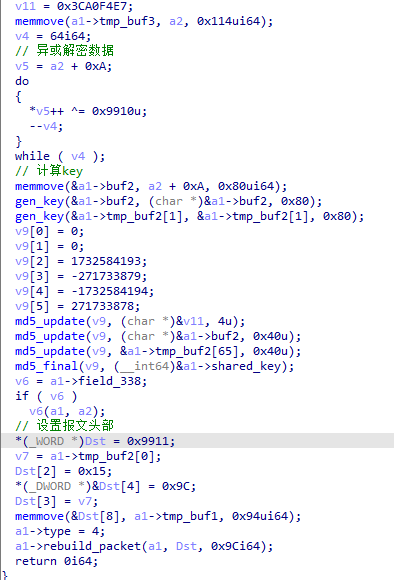 v11 = 0x3CA0F4E7;
memmove(a1->tmp_buf3, a2, 0x114ui64);
v4 = 64i64;
// 异或解密数据
v5 = a2 + 0xA;
do
{
*v5++ ^= 0x9910u;
--v4;
}
while ( v4 );
// 计算key
memmove(&a1->buf2, a2 + 0xA, 0x80ui64);
gen_key(&a1->buf2, (char *)&a1->buf2, 0x80);
gen_key(&a1->tmp_buf2[1], &a1->tmp_buf2[1], 0x80);
v9[0] = 0;
v9[1] = 0;
v9[2] = 1732584193;
v9[3] = -271733879;
v9[4] = -1732584194;
v9[5] = 271733878;
md5_update(v9, (char *)&v11, 4u);
md5_update(v9, (char *)&a1->buf2, 0x40u);
md5_update(v9, &a1->tmp_buf2[65], 0x40u);
md5_final(v9, (__int64)&a1->shared_key);
v6 = a1->field_338;
if ( v6 )
v6(a1, a2);
// 设置报文头部
*(_WORD *)Dst = 0x9911;
v7 = a1->tmp_buf2[0];
Dst[2] = 0x15;
*(_DWORD *)&Dst[4] = 0x9C;
Dst[3] = v7;
memmove(&Dst[8], a1->tmp_buf1, 0x94ui64);
a1->type = 4;
a1->rebuild_packet(a1, Dst, 0x9Ci64);
return 0i64;
}